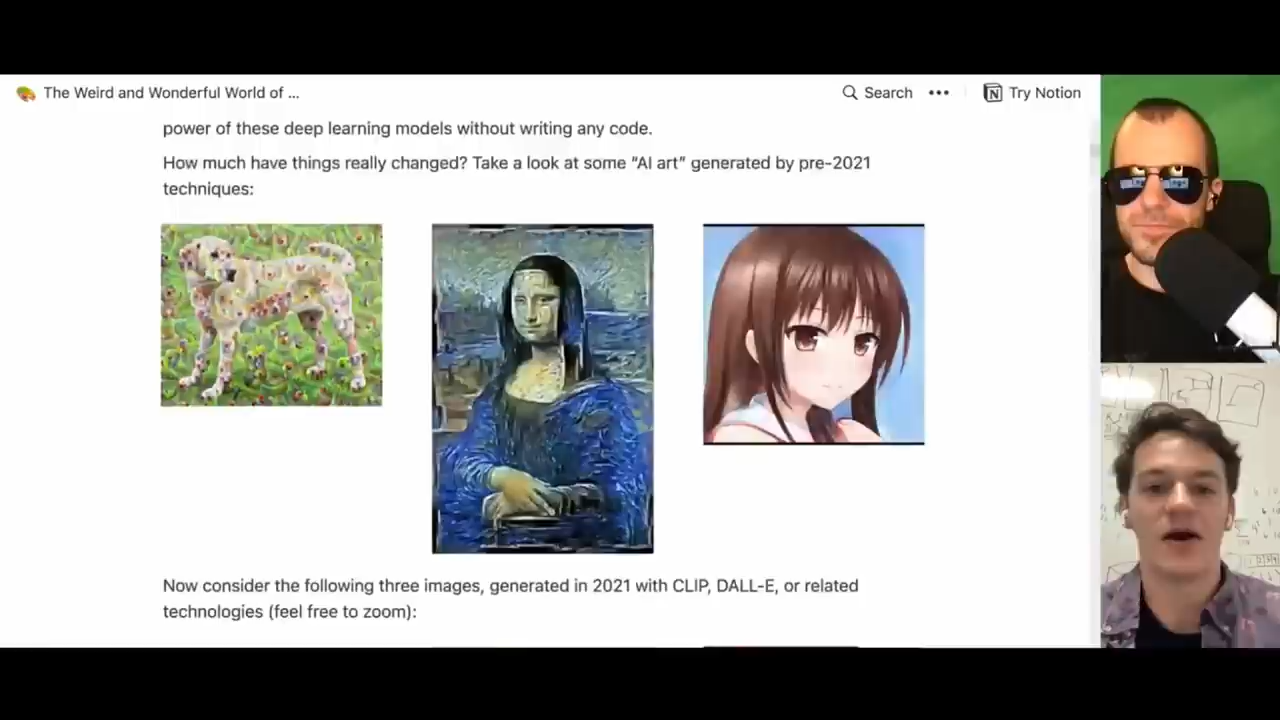 The Weird and Wonderful World of ...
Search
Try Notion
power of these deep learning models without writing any code.
How much have things really changed? Take a look at some “AI art” generated by pre-2021
techniques:
Now consider the following three images, generated in 2021 with CLIP, DALL-E, or related
technologies (feel free to zoom):